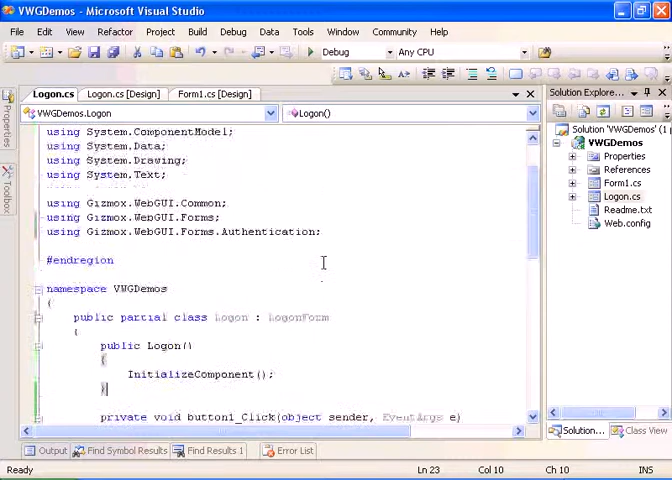 VWGDemos - Microsoft Visual Studio
File Edit View Refactor Project Build Debug Data Tools Window Community Help
Debug Any CPU
Logon.cs Logon.cs [Design] Form1.cs [Design]
VWGDemos.Logon Logon()
using System.ComponentModel;
using System.Data;
using System.Drawing;
using System.Text;
using Gizmox.WebGUI.Common;
using Gizmox.WebGUI.Forms;
using Gizmox.WebGUI.Forms.Authentication;
#endregion
namespace VWGDemos
{
public partial class Logon : LogonForm
{
public Logon()
{
InitializeComponent();
}
private void button1_Click(object sender, EventArgs e)
Properties
Toolbox
Solution Explore...
Solution 'VWGDemos' (1 p
VWGDemos
Properties
References
Form1.cs
Logon.cs
Readme.txt
Web.config
Solution... Class View
Output Find Symbol Results Find Results 1 Error List
Ready Ln 23 Col 10 Ch 10 INS